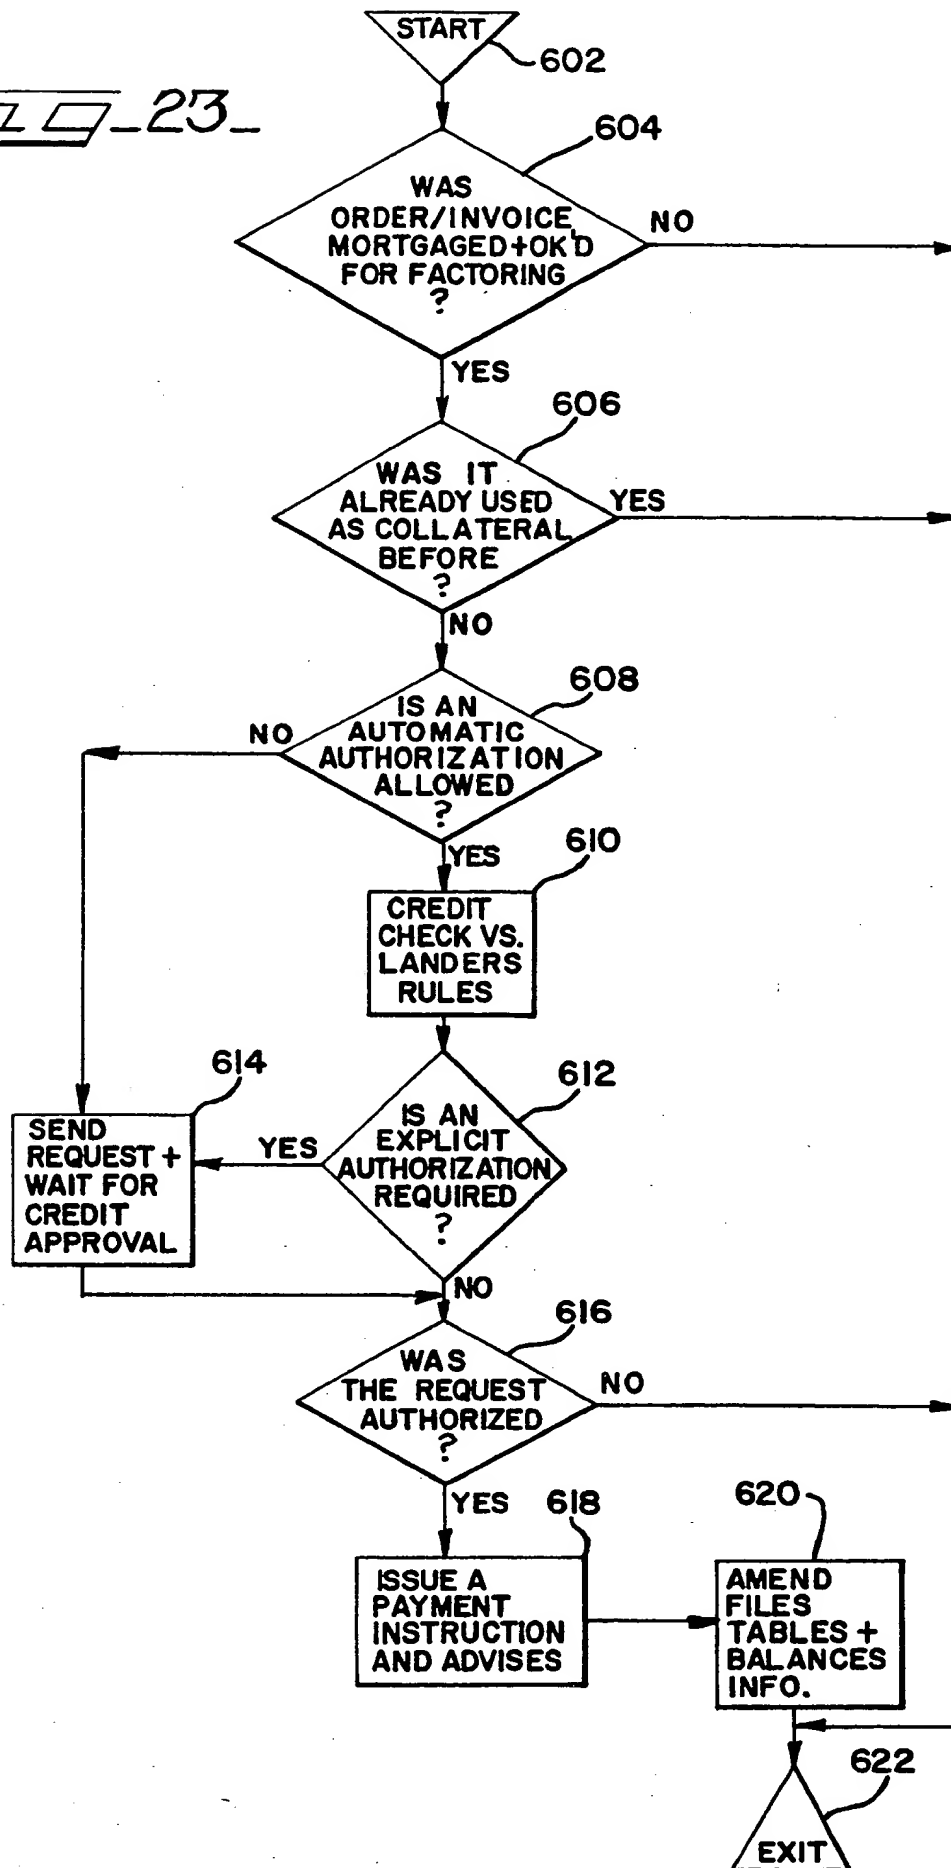 START
602
23
604
WAS
ORDER/INVOICE
MORTGAGED+OK'D
FOR FACTORING
?
NO
YES
606
WAS IT
ALREADY USED
AS COLLATERAL
BEFORE
?
YES
NO
608
IS AN
AUTOMATIC
AUTHORIZATION
ALLOWED
?
NO
YES
610
CREDIT
CHECK VS.
LANDERS
RULES
614
SEND
REQUEST +
WAIT FOR
CREDIT
APPROVAL
612
IS AN
EXPLICIT
AUTHORIZATION
REQUIRED
?
YES
NO
616
WAS
THE REQUEST
AUTHORIZED
?
NO
YES
618
ISSUE A
PAYMENT
INSTRUCTION
AND ADVISES
620
AMEND
FILES
TABLES +
BALANCES
INFO.
622
EXIT